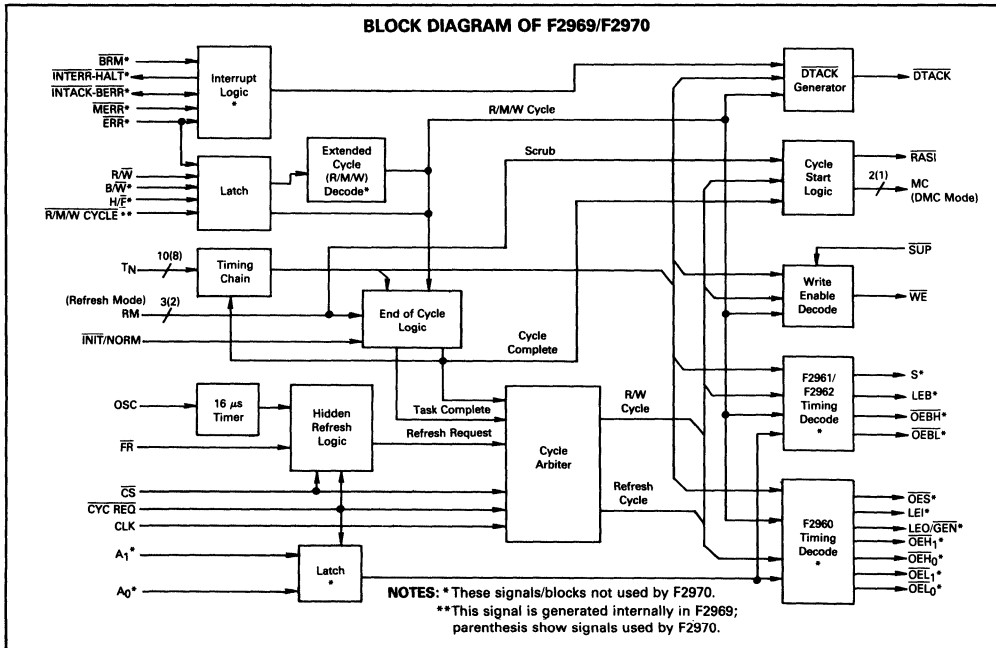 BLOCK DIAGRAM OF F2969/F2970
BRM*
INTERR-HALT*
INTACK-BERR*
MERR*
ERR*
Interrupt
Logic
*
DTACK
Generator
DTACK
R/M/W Cycle
R/W
B/W*
H/F*
R/M/W CYCLE **
Latch
Extended
Cycle
(R/M/W)
Decode*
Scrub
Cycle
Start
Logic
RASI
2(1)
MC
(DMC Mode)
TN
10(8)
Timing
Chain
(Refresh Mode)
RM
3(2)
INIT/NORM
End of Cycle
Logic
Cycle
Complete
SUP
Write
Enable
Decode
WE
OSC
16 µs
Timer
FR
Hidden
Refresh
Logic
Task Complete
Refresh Request
Cycle
Arbiter
R/W
Cycle
Refresh
Cycle
F2961/
F2962
Timing
Decode
*
S*
LEB*
OEBH*
OEBL*
CS
CYC REQ
CLK
A1*
A0*
Latch
*
F2960
Timing
Decode
*
OES*
LEI*
LEO/GEN*
OEH1*
OEH0*
OEL1*
OEL0*
NOTES: * These signals/blocks not used by F2970.
**This signal is generated internally in F2969;
parenthesis show signals used by F2970.